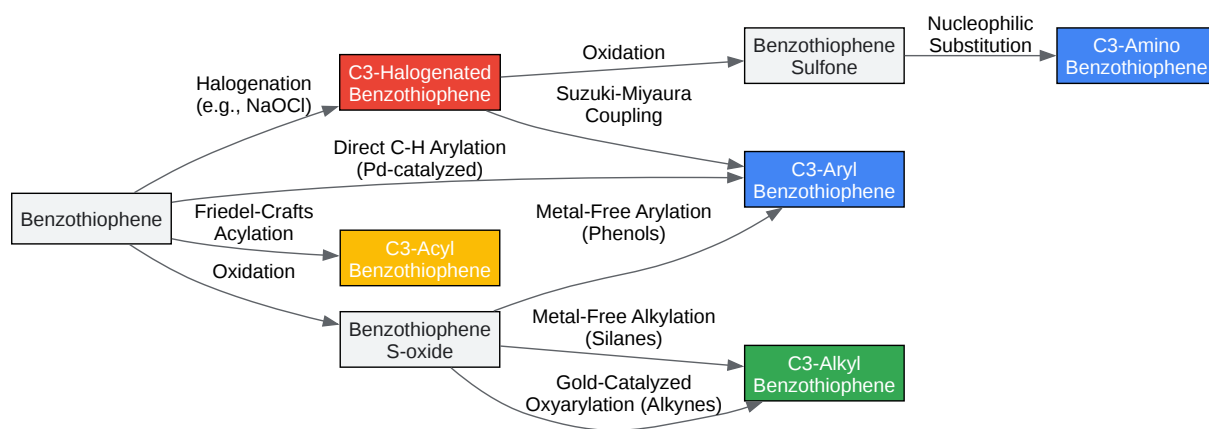 Nucleophilic
Substitution
Oxidation
Benzothiophene
Sulfone
C3-Amino
Benzothiophene
Halogenation
(e.g., NaOCl)
C3-Halogenated
Benzothiophene
Suzuki-Miyaura
Coupling
Direct C-H Arylation
(Pd-catalyzed)
C3-Aryl
Benzothiophene
Benzothiophene
Friedel-Crafts
Acylation
Metal-Free Arylation
(Phenols)
C3-Acyl
Benzothiophene
Oxidation
Benzothiophene
S-oxide
Metal-Free Alkylation
(Silanes)
C3-Alkyl
Benzothiophene
Gold-Catalyzed
Oxyarylation (Alkynes)